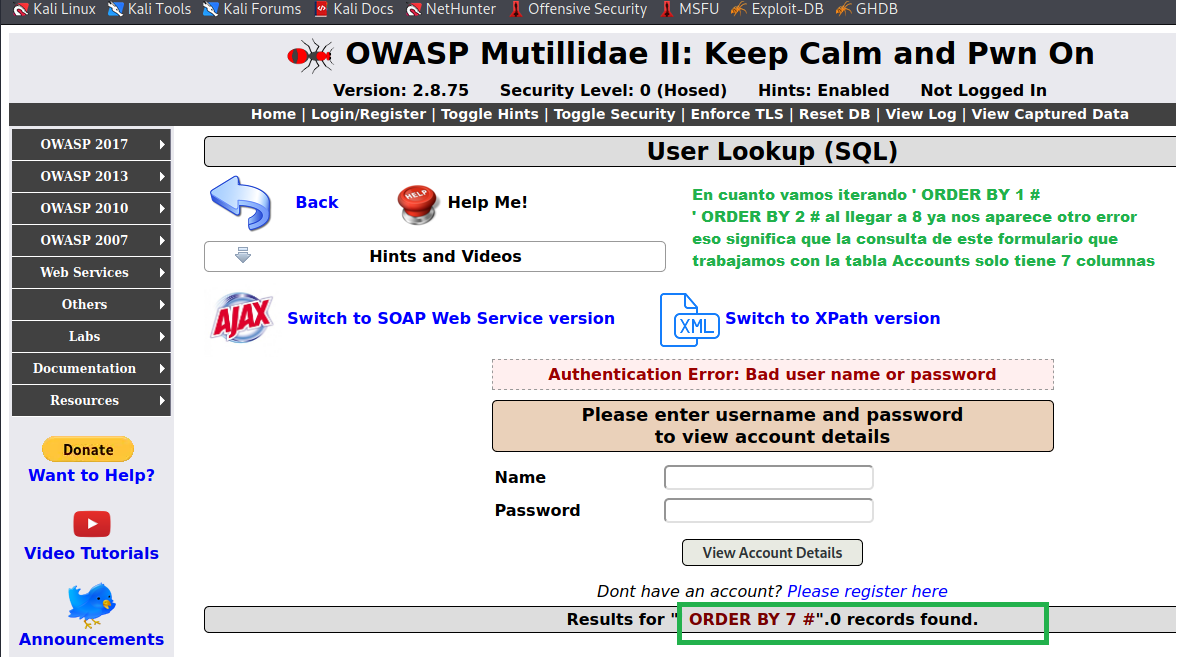 Kali Linux Kali Tools Kali Forums Kali Docs NetHunter Offensive Security MSFU Exploit-DB GHDB
OWASP Mutillidae II: Keep Calm and Pwn On
Version: 2.8.75 Security Level: 0 (Hosed) Hints: Enabled Not Logged In
Home | Login/Register | Toggle Hints | Toggle Security | Enforce TLS | Reset DB | View Log | View Captured Data
OWASP 2017
OWASP 2013
OWASP 2010
OWASP 2007
Web Services
Others
Labs
Documentation
Resources
Donate
Want to Help?
Video Tutorials
Announcements
User Lookup (SQL)
Back
HELP
Help Me!
En cuanto vamos iterando ' ORDER BY 1 #
' ORDER BY 2 # al llegar a 8 ya nos aparece otro error
eso significa que la consulta de este formulario que
trabajamos con la tabla Accounts solo tiene 7 columnas
Hints and Videos
AJAX
Switch to SOAP Web Service version
XML
Switch to XPath version
Authentication Error: Bad user name or password
Please enter username and password
to view account details
Name
Password
View Account Details
Dont have an account? Please register here
Results for " ORDER BY 7 #".0 records found.